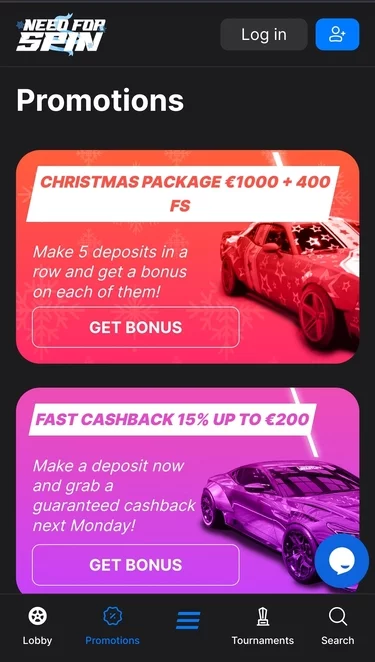 NEED FOR
SPIN
Log in
Promotions
CHRISTMAS PACKAGE €1000 + 400
FS
Make 5 deposits in a
row and get a bonus
on each of them!
GET BONUS
FAST CASHBACK 15% UP TO €200
Make a deposit now
and grab a
guaranteed cashback
next Monday!
GET BONUS
Lobby
Promotions
Tournaments
Search